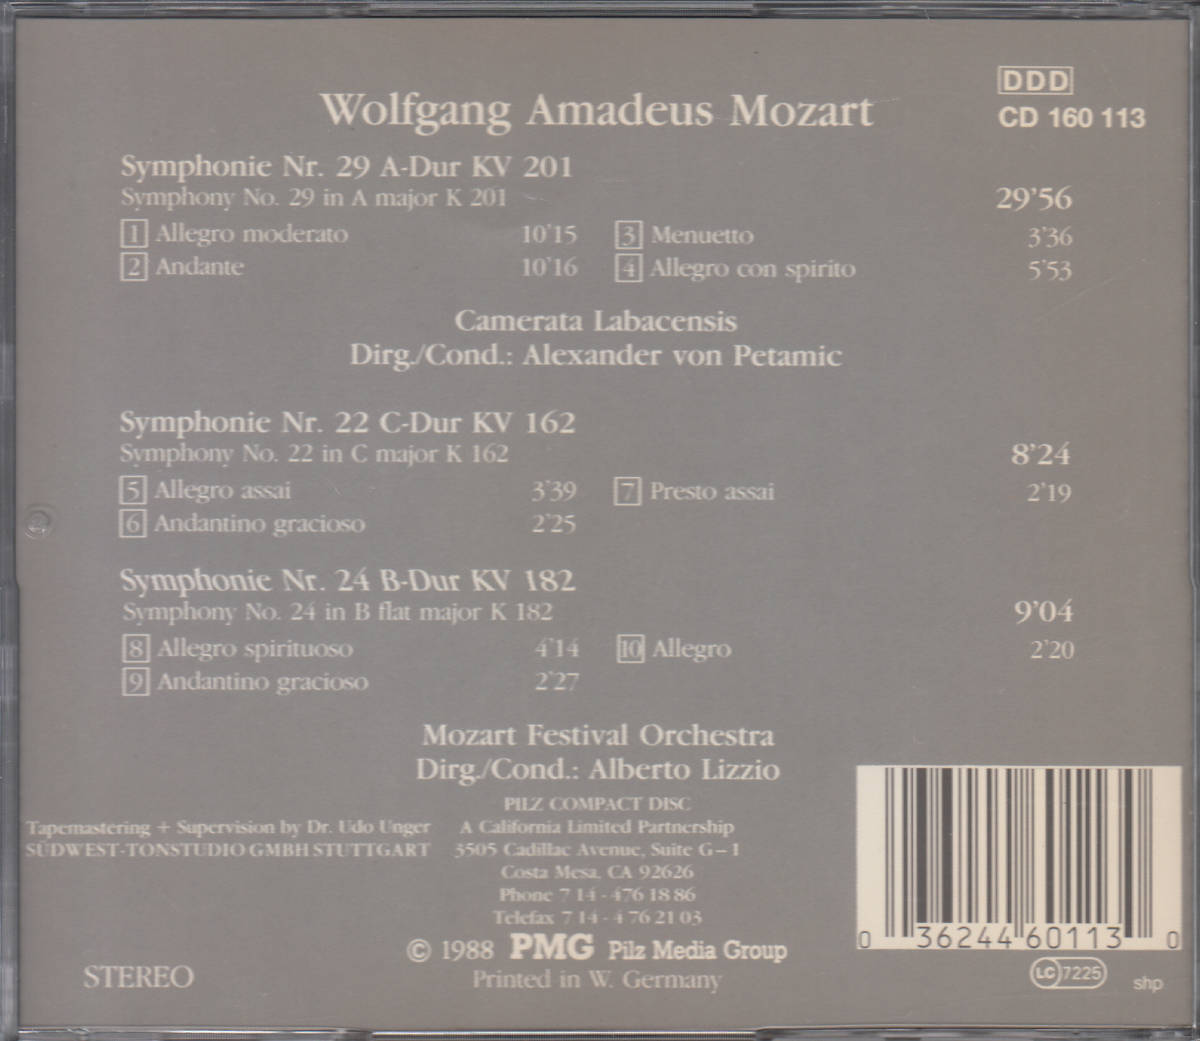 DDD
Wolfgang Amadeus Mozart
CD 160 113
Symphonie Nr. 29 A-Dur KV 201
Symphony No. 29 in A major K 201 29'56
1 Allegro moderato 10'15 3 Menuetto 3'36
2 Andante 10'16 4 Allegro con spirito 5'53
Camerata Labacensis
Dirg./Cond.: Alexander von Petamic
Symphonie Nr. 22 C-Dur KV 162
Symphony No. 22 in C major K 162 8'24
5 Allegro assai 3'39 7 Presto assai 2'19
6 Andantino gracioso 2'25
Symphonie Nr. 24 B-Dur KV 182
Symphony No. 24 in B flat major K 182 9'04
8 Allegro spirituoso 4'14 10 Allegro 2'20
9 Andantino gracioso 2'27
Mozart Festival Orchestra
Dirg./Cond.: Alberto Lizzio
PILZ COMPACT DISC
Tapemastering + Supervision by Dr. Udo Unger A California Limited Partnership
SÜDWEST-TONSTUDIO GMBH STUTTGART 3505 Cadillac Avenue, Suite G-1
Costa Mesa, CA 92626
Phone 7 14 - 476 18 86
Telefax 7 14 - 4 76 21 03
0 36244 60113 0
© 1988 PMG Pilz Media Group
STEREO Printed in W. Germany
LC 7225
shp